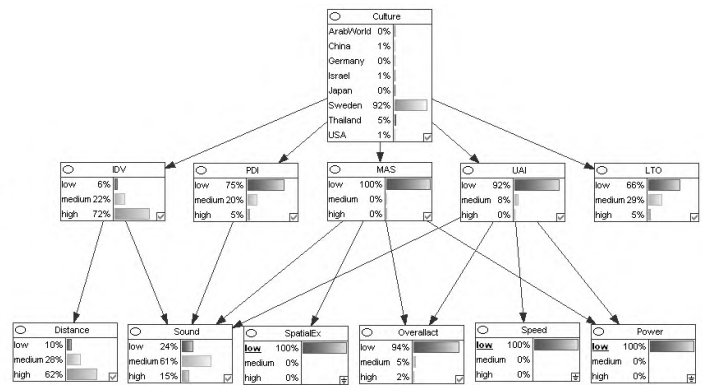 Culture
ArabWorld 0%
China 1%
Germany 0%
Israel 1%
Japan 0%
Sweden 92%
Thailand 5%
USA 1%
IDV
low 6%
medium 22%
high 72%
PDI
low 75%
medium 20%
high 5%
MAS
low 100%
medium 0%
high 0%
UAI
low 92%
medium 8%
high 0%
LTO
low 66%
medium 29%
high 5%
Distance
low 10%
medium 28%
high 62%
Sound
low 24%
medium 61%
high 15%
SpatialEx
low 100%
medium 0%
high 0%
Overallact
low 94%
medium 5%
high 2%
Speed
low 100%
medium 0%
high 0%
Power
low 100%
medium 0%
high 0%